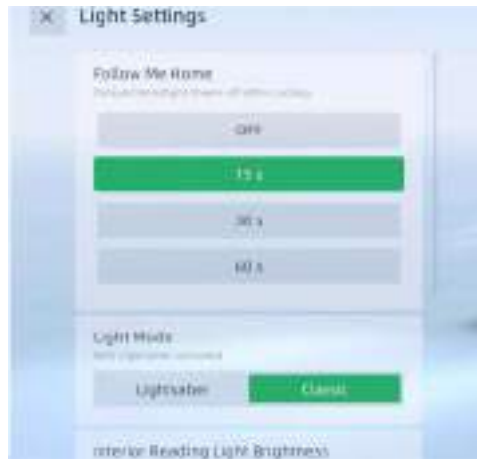 Light Settings
Follow Me Home
OFF
15 s
30 s
60 s
Light Mode
Lightsaber
Classic
Interior Reading Light Brightness